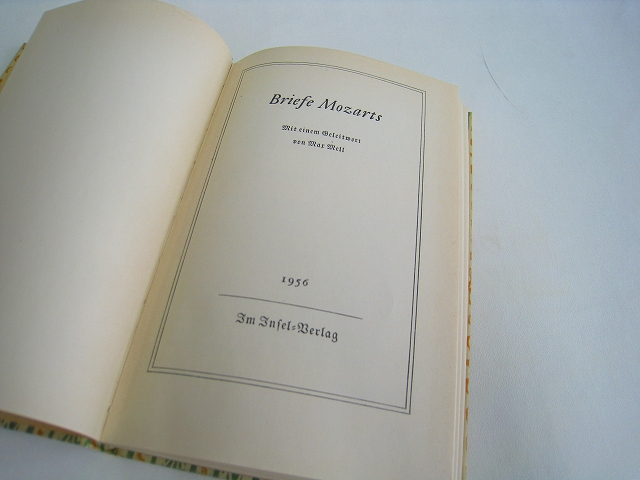 Briefe Mozarts
Mit einem Geleitwort
von Max Mell
1956
Im Insel-Verlag